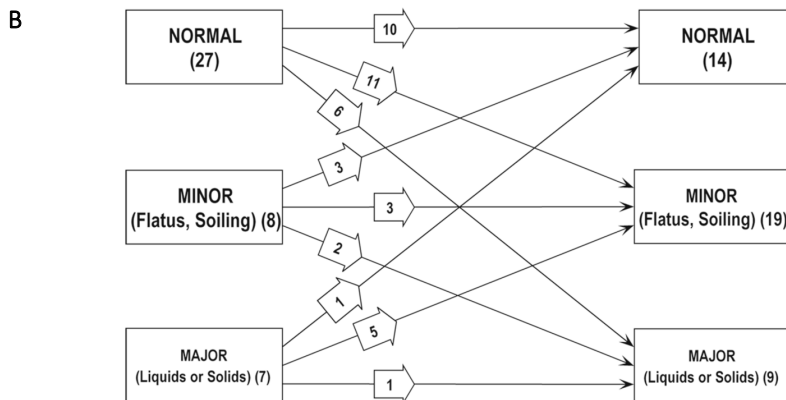 B
NORMAL
(27)
10
NORMAL
(14)
11
6
3
MINOR
(Flatus, Soiling) (8)
3
MINOR
(Flatus, Soiling) (19)
2
1
5
MAJOR
(Liquids or Solids) (7)
1
MAJOR
(Liquids or Solids) (9)